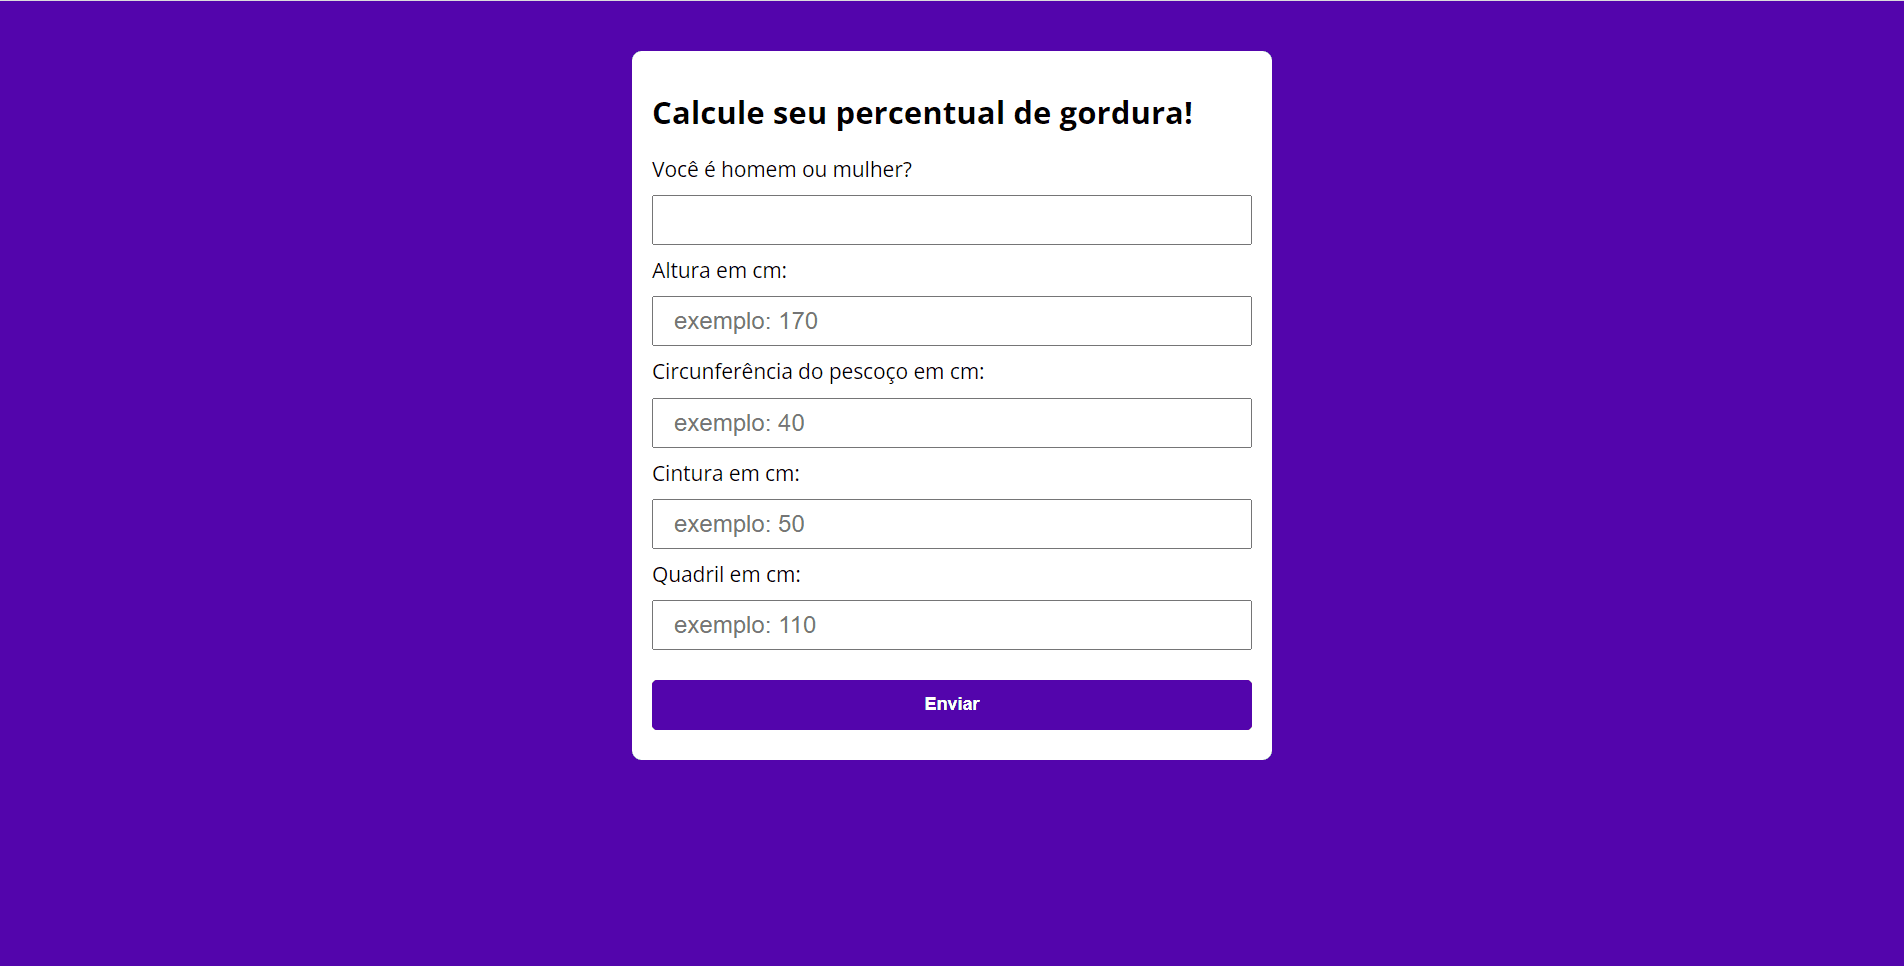 Calcule seu percentual de gordura!
Você é homem ou mulher?
Altura em cm:
exemplo: 170
Circunferência do pescoço em cm:
exemplo: 40
Cintura em cm:
exemplo: 50
Quadril em cm:
exemplo: 110
Enviar